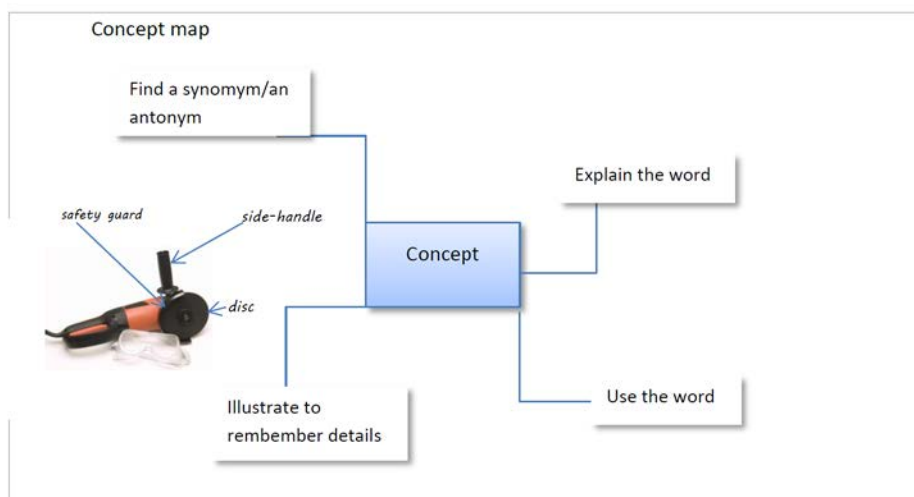 Concept map
Find a synomym/an
antonym
Explain the word
safety guard
side-handle
Concept
disc
Illustrate to
rembember details
Use the word